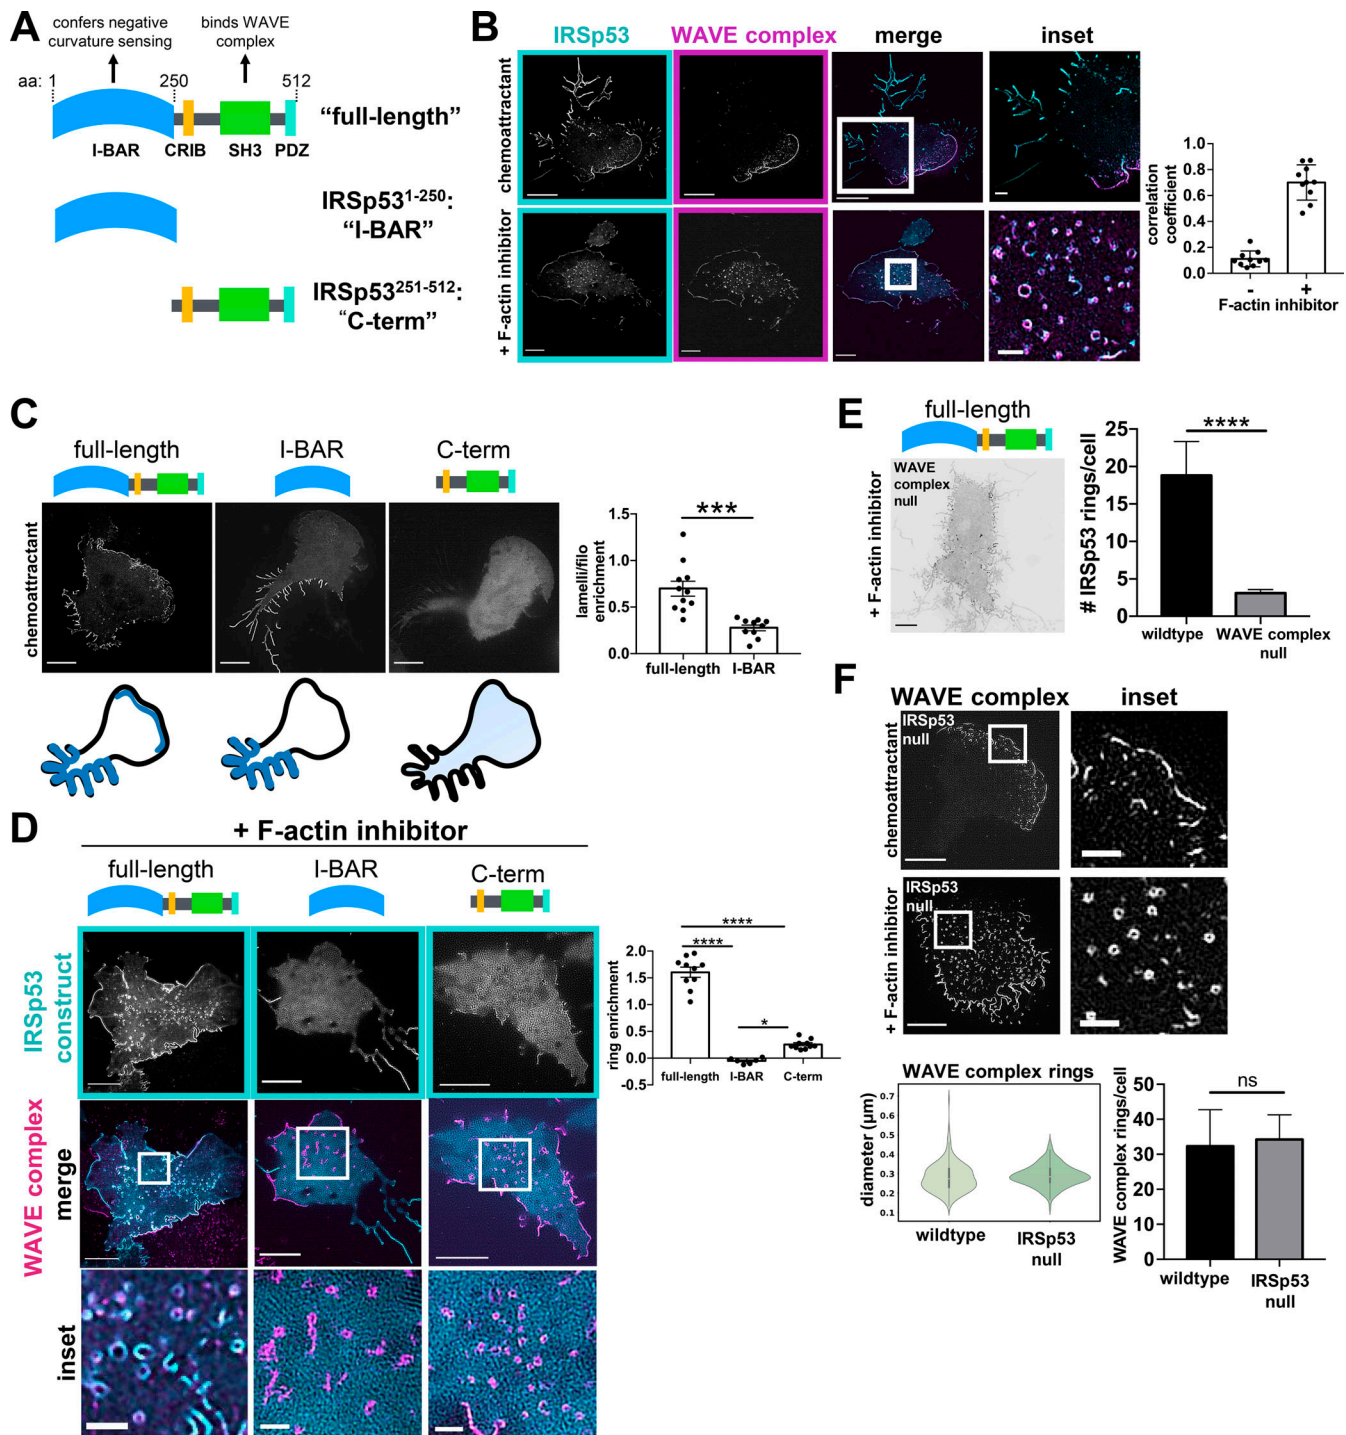 A
confers negative
curvature sensing
binds WAVE
complex
aa: 1 250 512
"full-length"
I-BAR CRIB SH3 PDZ
IRSp53¹⁻²⁵⁰:
"I-BAR"
IRSp53²⁵¹⁻⁵¹²:
"C-term"
B
IRSp53 WAVE complex merge inset
chemoattractant
+ F-actin inhibitor
correlation
coefficient
1.0
0.8
0.6
0.4
0.2
0.0
- +
F-actin inhibitor
C
full-length I-BAR C-term
chemoattractant
lamelli/filo
enrichment
1.5
1.0
0.5
0.0
***
full-length I-BAR
D
+ F-actin inhibitor
full-length I-BAR C-term
IRSp53
construct
WAVE complex
merge
inset
ring enrichment
2.0
1.5
1.0
0.5
0.0
-0.5
****
****
*
full-length I-BAR C-term
E
full-length
+ F-actin inhibitor
WAVE
complex
null
# IRSp53 rings/cell
25
20
15
10
5
0
****
wildtype WAVE complex
null
F
WAVE complex inset
chemoattractant
IRSp53
null
+ F-actin inhibitor
IRSp53
null
WAVE complex rings
diameter (µm)
0.7
0.6
0.5
0.4
0.3
0.2
0.1
wildtype IRSp53
null
WAVE complex rings/cell
50
40
30
20
10
0
ns
wildtype IRSp53
null